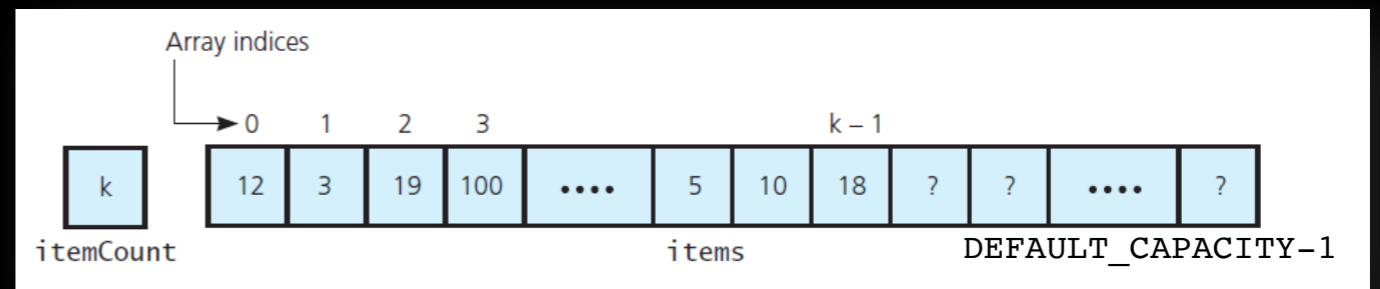 Array indices
0 1 2 3 k – 1
k 12 3 19 100 •••• 5 10 18 ? ? •••• ?
itemCount items DEFAULT_CAPACITY-1